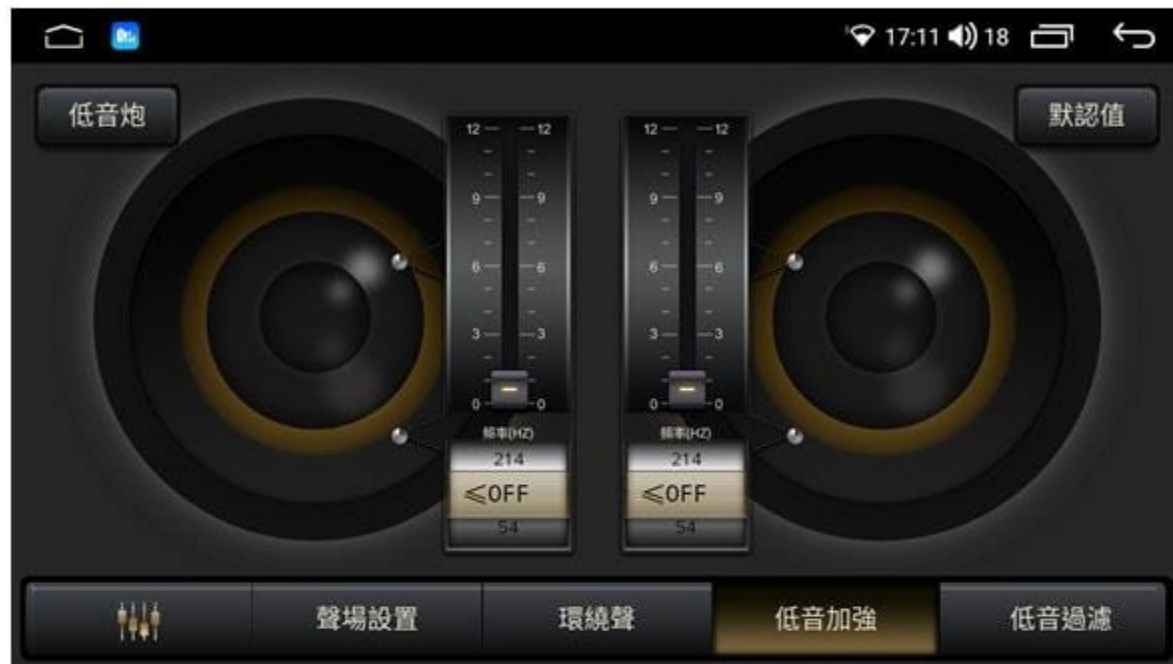 17:11 18
低音炮
默認值
12 12 12 12
9 9 9 9
6 6 6 6
3 3 3 3
0 0 0 0
頻率(HZ) 頻率(HZ)
214 214
≤OFF ≤OFF
54 54
聲場設置 環繞聲 低音加強 低音過濾